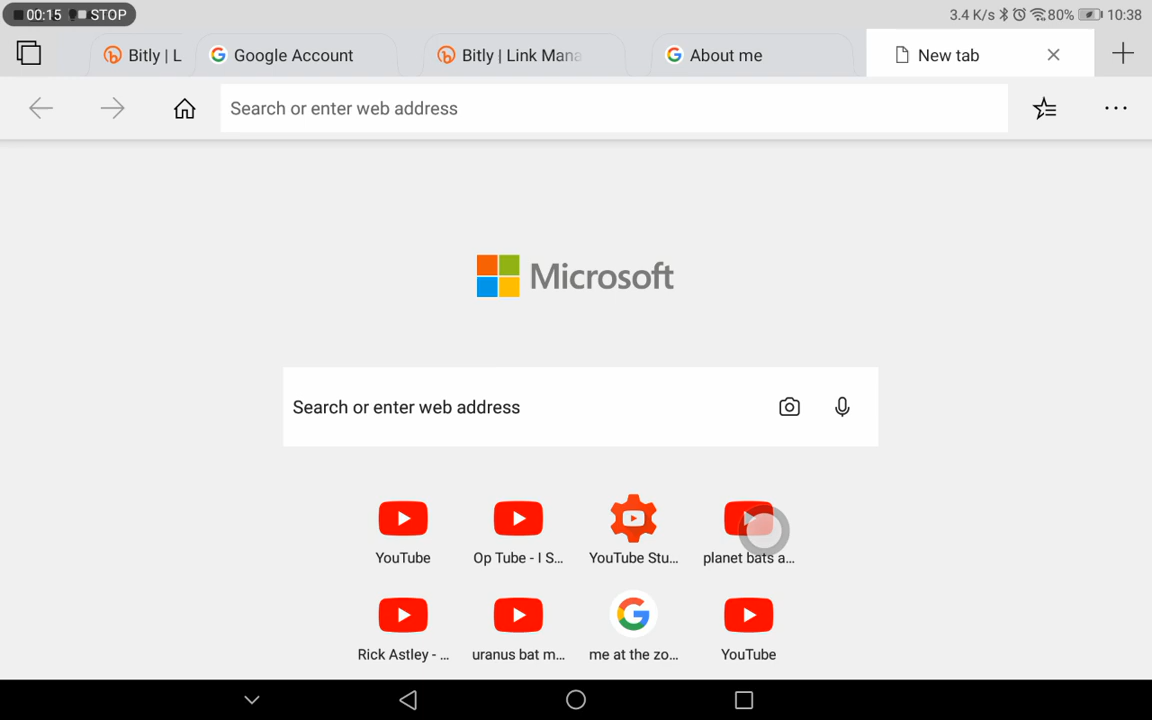 00:15 STOP
3.4 K/s 80% 10:38
Bitly | L
Google Account
Bitly | Link Mana
About me
New tab
Search or enter web address
Microsoft
Search or enter web address
YouTube
Op Tube - I S...
YouTube Stu...
planet bats a...
Rick Astley - ...
uranus bat m...
me at the zo...
YouTube